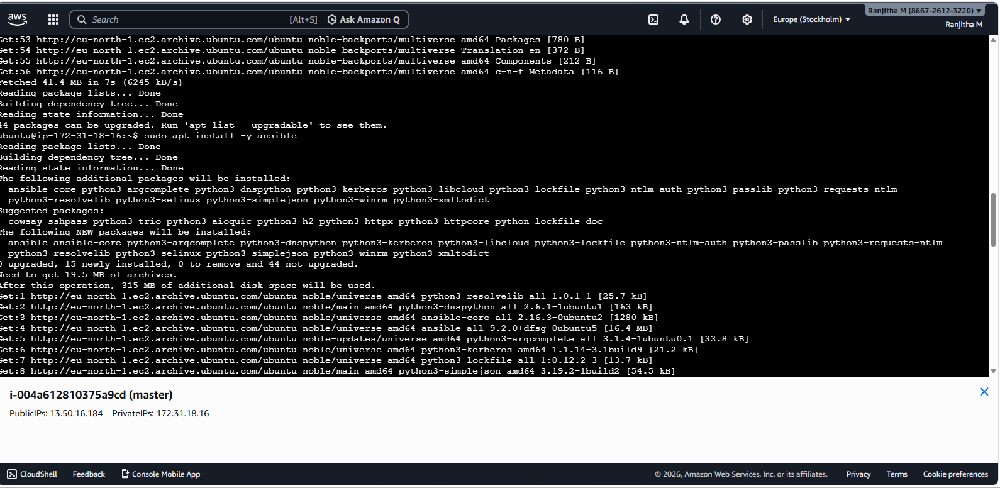 aws
Search [Alt+S] Ask Amazon Q Europe (Stockholm) ▼ Ranjitha M (8667-2612-3220) ▼
Ranjitha M
Get:53 http://eu-north-1.ec2.archive.ubuntu.com/ubuntu noble-backports/multiverse amd64 Packages [780 B]
Get:54 http://eu-north-1.ec2.archive.ubuntu.com/ubuntu noble-backports/multiverse Translation-en [372 B]
Get:55 http://eu-north-1.ec2.archive.ubuntu.com/ubuntu noble-backports/multiverse amd64 Components [212 B]
Get:56 http://eu-north-1.ec2.archive.ubuntu.com/ubuntu noble-backports/multiverse amd64 c-n-f Metadata [116 B]
Fetched 41.4 MB in 7s (6245 kB/s)
Reading package lists... Done
Building dependency tree... Done
Reading state information... Done
44 packages can be upgraded. Run 'apt list --upgradable' to see them.
ubuntu@ip-172-31-18-16:~$ sudo apt install -y ansible
Reading package lists... Done
Building dependency tree... Done
Reading state information... Done
The following additional packages will be installed:
ansible-core python3-argcomplete python3-dnspython python3-kerberos python3-libcloud python3-lockfile python3-ntlm-auth python3-passlib python3-requests-ntlm
python3-resolvelib python3-selinux python3-simplejson python3-winrm python3-xmltodict
Suggested packages:
cowsay sshpass python3-trio python3-aioquic python3-h2 python3-httpx python3-httpcore python-lockfile-doc
The following NEW packages will be installed:
ansible ansible-core python3-argcomplete python3-dnspython python3-kerberos python3-libcloud python3-lockfile python3-ntlm-auth python3-passlib python3-requests-ntlm
python3-resolvelib python3-selinux python3-simplejson python3-winrm python3-xmltodict
0 upgraded, 15 newly installed, 0 to remove and 44 not upgraded.
Need to get 19.5 MB of archives.
After this operation, 315 MB of additional disk space will be used.
Get:1 http://eu-north-1.ec2.archive.ubuntu.com/ubuntu noble/universe amd64 python3-resolvelib all 1.0.1-1 [25.7 kB]
Get:2 http://eu-north-1.ec2.archive.ubuntu.com/ubuntu noble/main amd64 python3-dnspython all 2.6.1-1ubuntu1 [163 kB]
Get:3 http://eu-north-1.ec2.archive.ubuntu.com/ubuntu noble/universe amd64 ansible-core all 2.16.3-0ubuntu2 [1280 kB]
Get:4 http://eu-north-1.ec2.archive.ubuntu.com/ubuntu noble/universe amd64 ansible all 9.2.0+dfsg-0ubuntu5 [16.4 MB]
Get:5 http://eu-north-1.ec2.archive.ubuntu.com/ubuntu noble-updates/universe amd64 python3-argcomplete all 3.1.4-1ubuntu0.1 [33.8 kB]
Get:6 http://eu-north-1.ec2.archive.ubuntu.com/ubuntu noble/universe amd64 python3-kerberos amd64 1.1.14-3.1build9 [21.2 kB]
Get:7 http://eu-north-1.ec2.archive.ubuntu.com/ubuntu noble/universe amd64 python3-lockfile all 1:0.12.2-3 [13.7 kB]
Get:8 http://eu-north-1.ec2.archive.ubuntu.com/ubuntu noble/main amd64 python3-simplejson amd64 3.19.2-1build2 [54.5 kB]
i-004a612810375a9cd (master)
PublicIPs: 13.50.16.184 PrivateIPs: 172.31.18.16
CloudShell Feedback Console Mobile App © 2026, Amazon Web Services, Inc. or its affiliates. Privacy Terms Cookie preferences